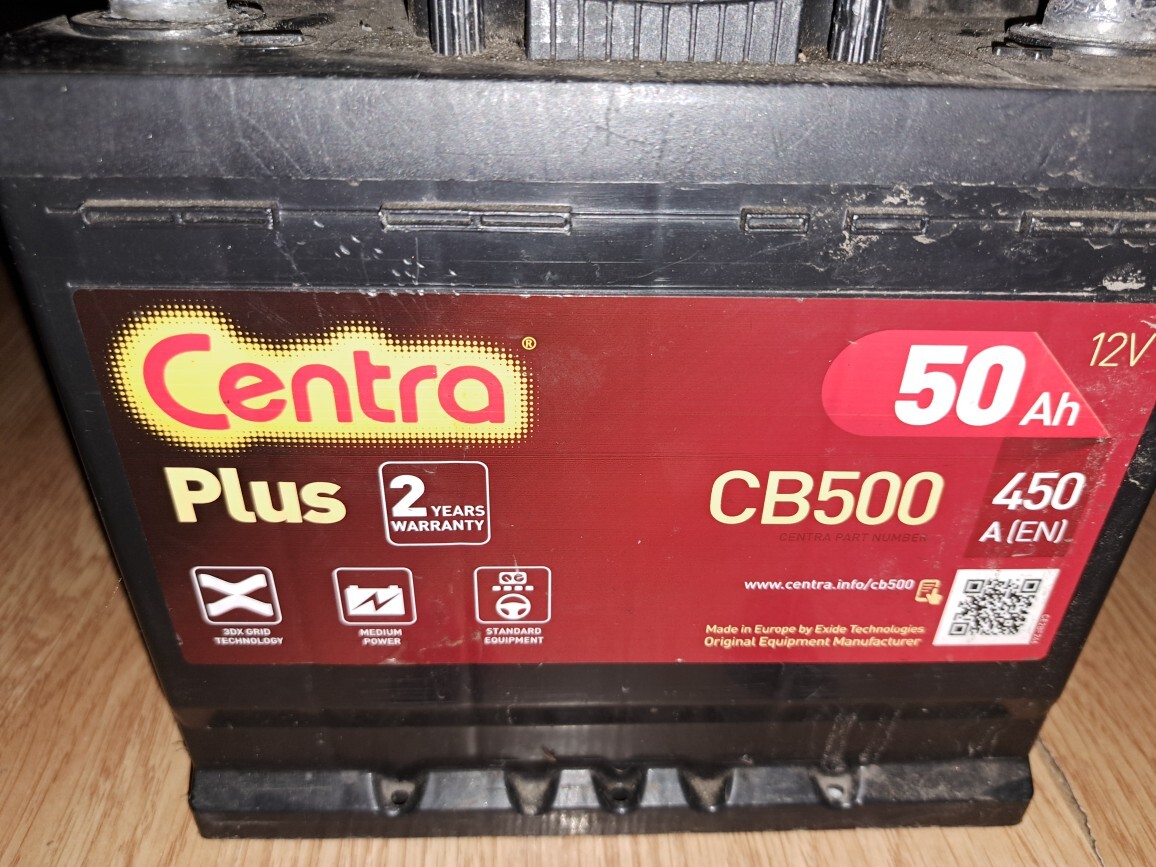 Centra®
Plus
2 YEARS
WARRANTY
3DX GRID
TECHNOLOGY
MEDIUM
POWER
STANDARD
EQUIPMENT
12V
50 Ah
CB500
CENTRA PART NUMBER
450
A (EN)
www.centra.info/cb500
Made in Europe by Exide Technologies
Original Equipment Manufacturer